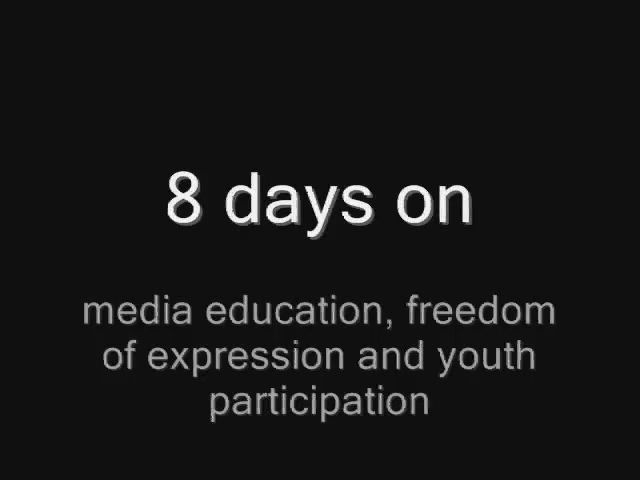 8 days on
media education, freedom
of expression and youth
participation